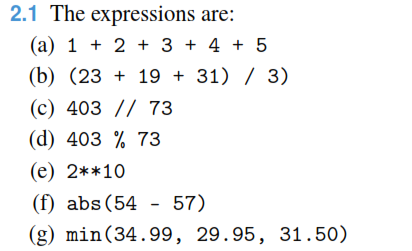 2.1 The expressions are:
(a) 1 + 2 + 3 + 4 + 5
(b) (23 + 19 + 31) / 3)
(c) 403 // 73
(d) 403 % 73
(e) 2**10
(f) abs(54 - 57)
(g) min(34.99, 29.95, 31.50)